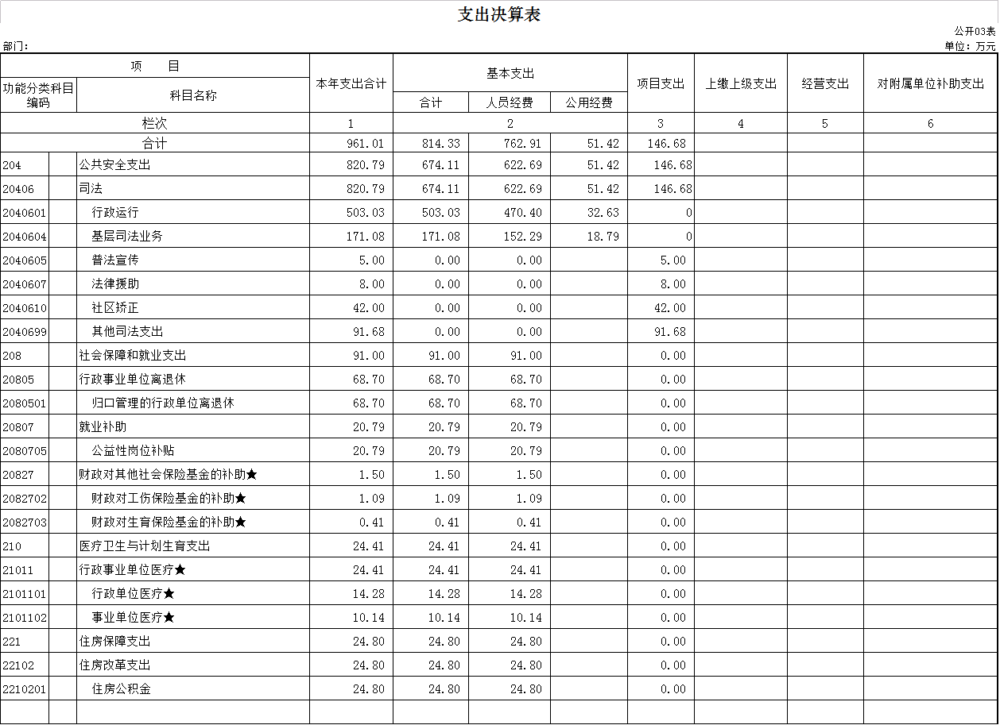 支出决算表
公开03表
部门： 单位：万元
项 目 本年支出合计 基本支出 项目支出 上缴上级支出 经营支出 对附属单位补助支出
功能分类科目编码 科目名称 合计 人员经费 公用经费
栏次 1 2 3 4 5 6
合计 961.01 814.33 762.91 51.42 146.68
204 公共安全支出 820.79 674.11 622.69 51.42 146.68
20406 司法 820.79 674.11 622.69 51.42 146.68
2040601 行政运行 503.03 503.03 470.40 32.63 0
2040604 基层司法业务 171.08 171.08 152.29 18.79 0
2040605 普法宣传 5.00 0.00 0.00 5.00
2040607 法律援助 8.00 0.00 0.00 8.00
2040610 社区矫正 42.00 0.00 0.00 42.00
2040699 其他司法支出 91.68 0.00 0.00 91.68
208 社会保障和就业支出 91.00 91.00 91.00 0.00
20805 行政事业单位离退休 68.70 68.70 68.70 0.00
2080501 归口管理的行政单位离退休 68.70 68.70 68.70 0.00
20807 就业补助 20.79 20.79 20.79 0.00
2080705 公益性岗位补贴 20.79 20.79 20.79 0.00
20827 财政对其他社会保险基金的补助★ 1.50 1.50 1.50 0.00
2082702 财政对工伤保险基金的补助★ 1.09 1.09 1.09 0.00
2082703 财政对生育保险基金的补助★ 0.41 0.41 0.41 0.00
210 医疗卫生与计划生育支出 24.41 24.41 24.41 0.00
21011 行政事业单位医疗★ 24.41 24.41 24.41 0.00
2101101 行政单位医疗★ 14.28 14.28 14.28 0.00
2101102 事业单位医疗★ 10.14 10.14 10.14 0.00
221 住房保障支出 24.80 24.80 24.80 0.00
22102 住房改革支出 24.80 24.80 24.80 0.00
2210201 住房公积金 24.80 24.80 24.80 0.00